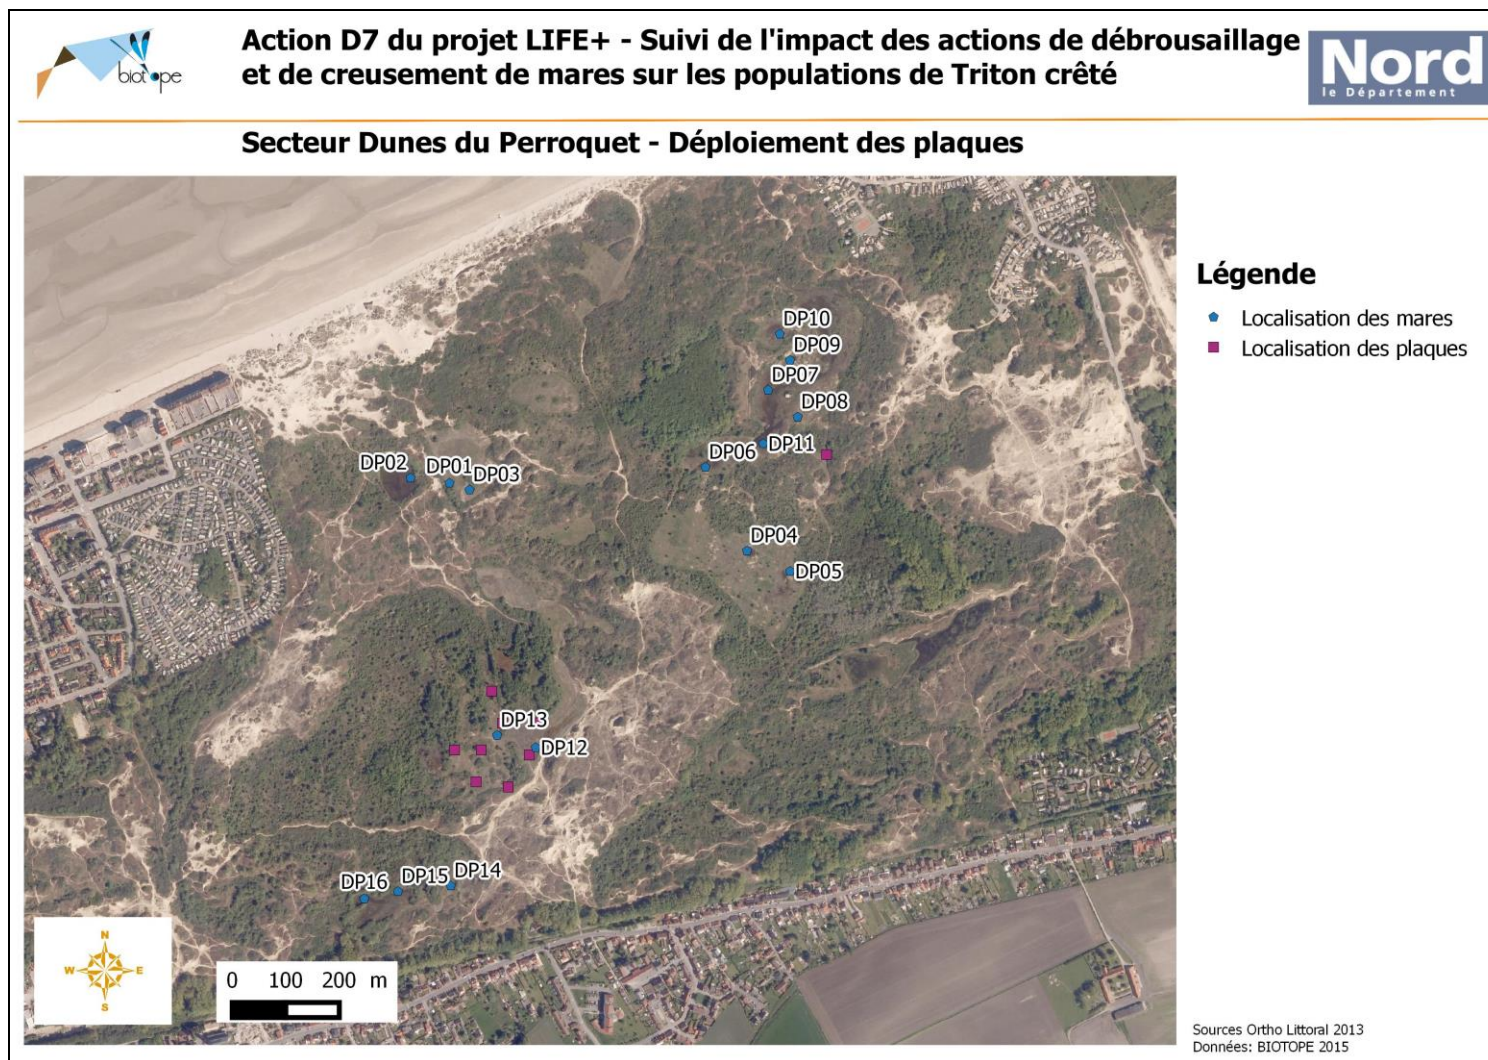 Action D7 du projet LIFE+ - Suivi de l'impact des actions de débrousaillage
et de creusement de mares sur les populations de Triton crêté
biotope
Nord
le Département
Secteur Dunes du Perroquet - Déploiement des plaques
DP10
DP09
DP07
DP08
DP11
DP06
DP02
DP01
DP03
DP04
DP05
DP13
DP12
DP14
DP15
DP16
Légende
Localisation des mares
Localisation des plaques
N
W E
S
0 100 200 m
Sources Ortho Littoral 2013
Données: BIOTOPE 2015